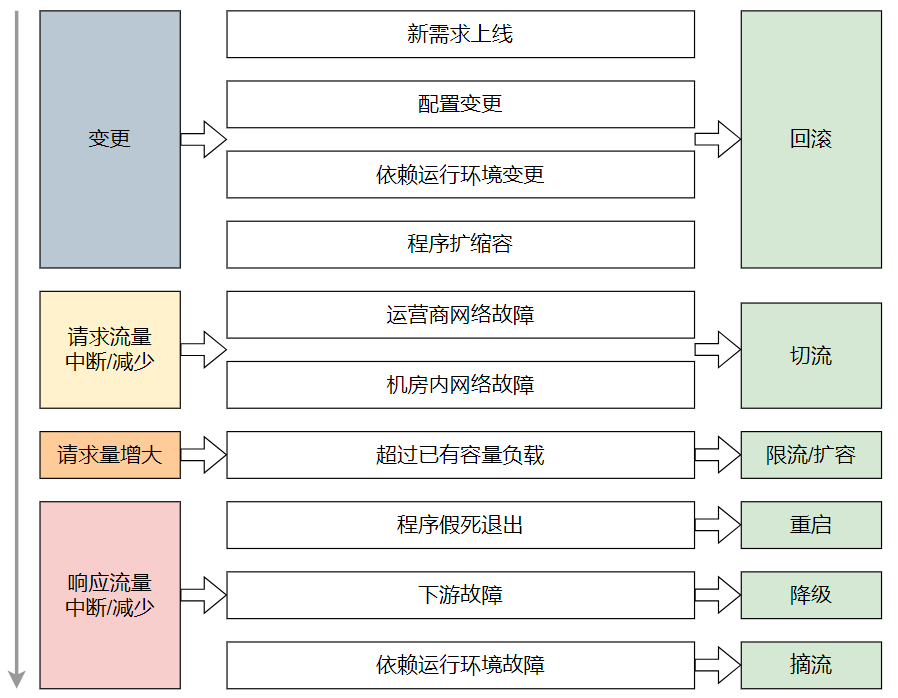 变更
新需求上线
配置变更
依赖运行环境变更
程序扩缩容
回滚
请求流量
中断/减少
运营商网络故障
机房内网络故障
切流
请求量增大
超过已有容量负载
限流/扩容
响应流量
中断/减少
程序假死退出
重启
下游故障
降级
依赖运行环境故障
摘流